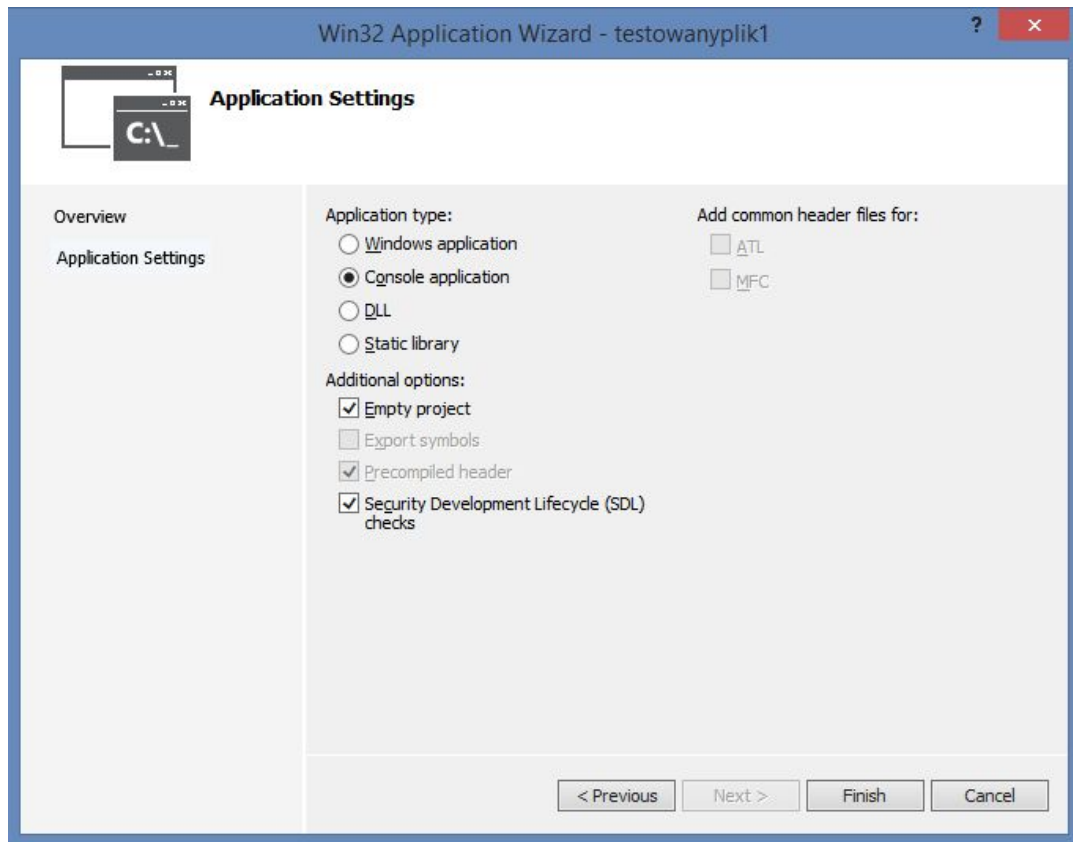 Win32 Application Wizard - testowanyplik1
?
C:\_
Application Settings
Overview
Application Settings
Application type:
Windows application
Console application
DLL
Static library
Additional options:
Empty project
Export symbols
Precompiled header
Security Development Lifecycle (SDL)
checks
Add common header files for:
ATL
MFC
< Previous
Next >
Finish
Cancel